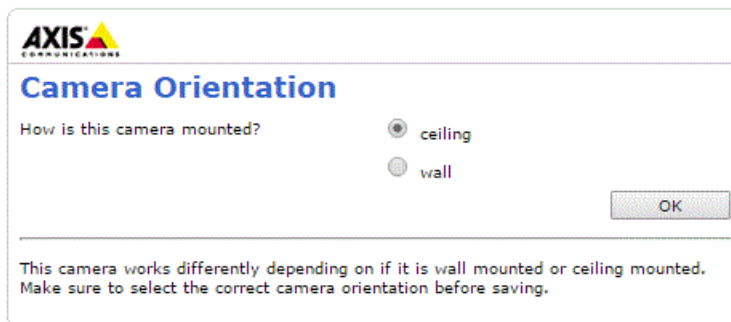 AXIS
COMMUNICATIONS
Camera Orientation
How is this camera mounted?
ceiling
wall
OK
This camera works differently depending on if it is wall mounted or ceiling mounted.
Make sure to select the correct camera orientation before saving.